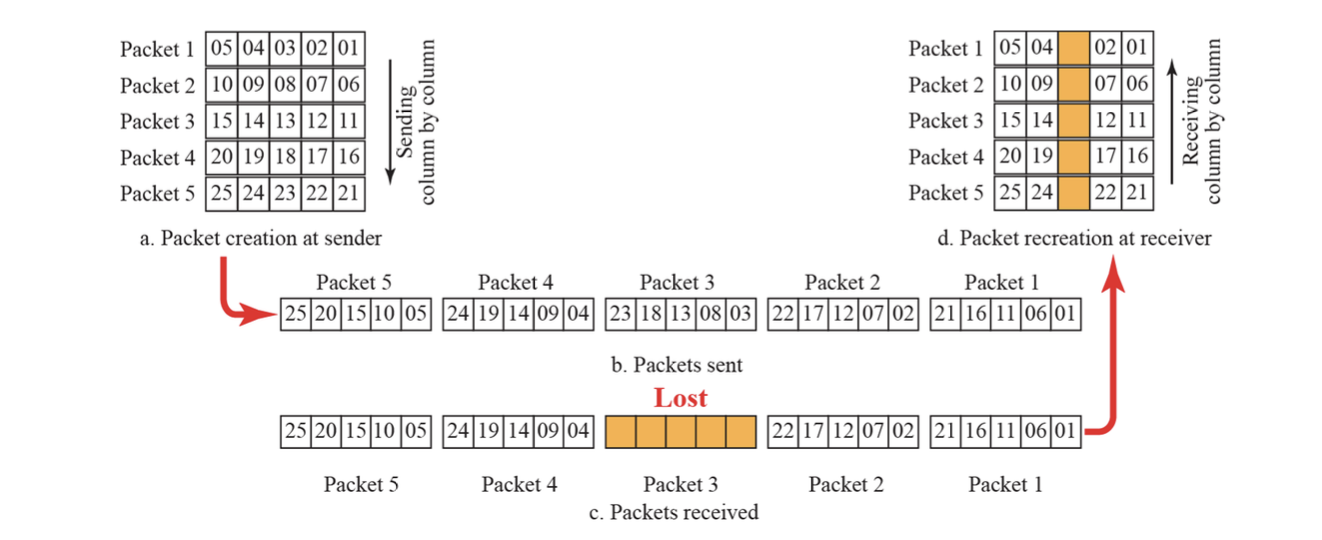 Packet 1 05 04 03 02 01
Packet 2 10 09 08 07 06
Packet 3 15 14 13 12 11
Packet 4 20 19 18 17 16
Packet 5 25 24 23 22 21
Sending
column by column
a. Packet creation at sender
Packet 1 05 04 02 01
Packet 2 10 09 07 06
Packet 3 15 14 12 11
Packet 4 20 19 17 16
Packet 5 25 24 22 21
Receiving
column by column
d. Packet recreation at receiver
Packet 5 Packet 4 Packet 3 Packet 2 Packet 1
25 20 15 10 05 24 19 14 09 04 23 18 13 08 03 22 17 12 07 02 21 16 11 06 01
b. Packets sent
Lost
25 20 15 10 05 24 19 14 09 04 22 17 12 07 02 21 16 11 06 01
Packet 5 Packet 4 Packet 3 Packet 2 Packet 1
c. Packets received